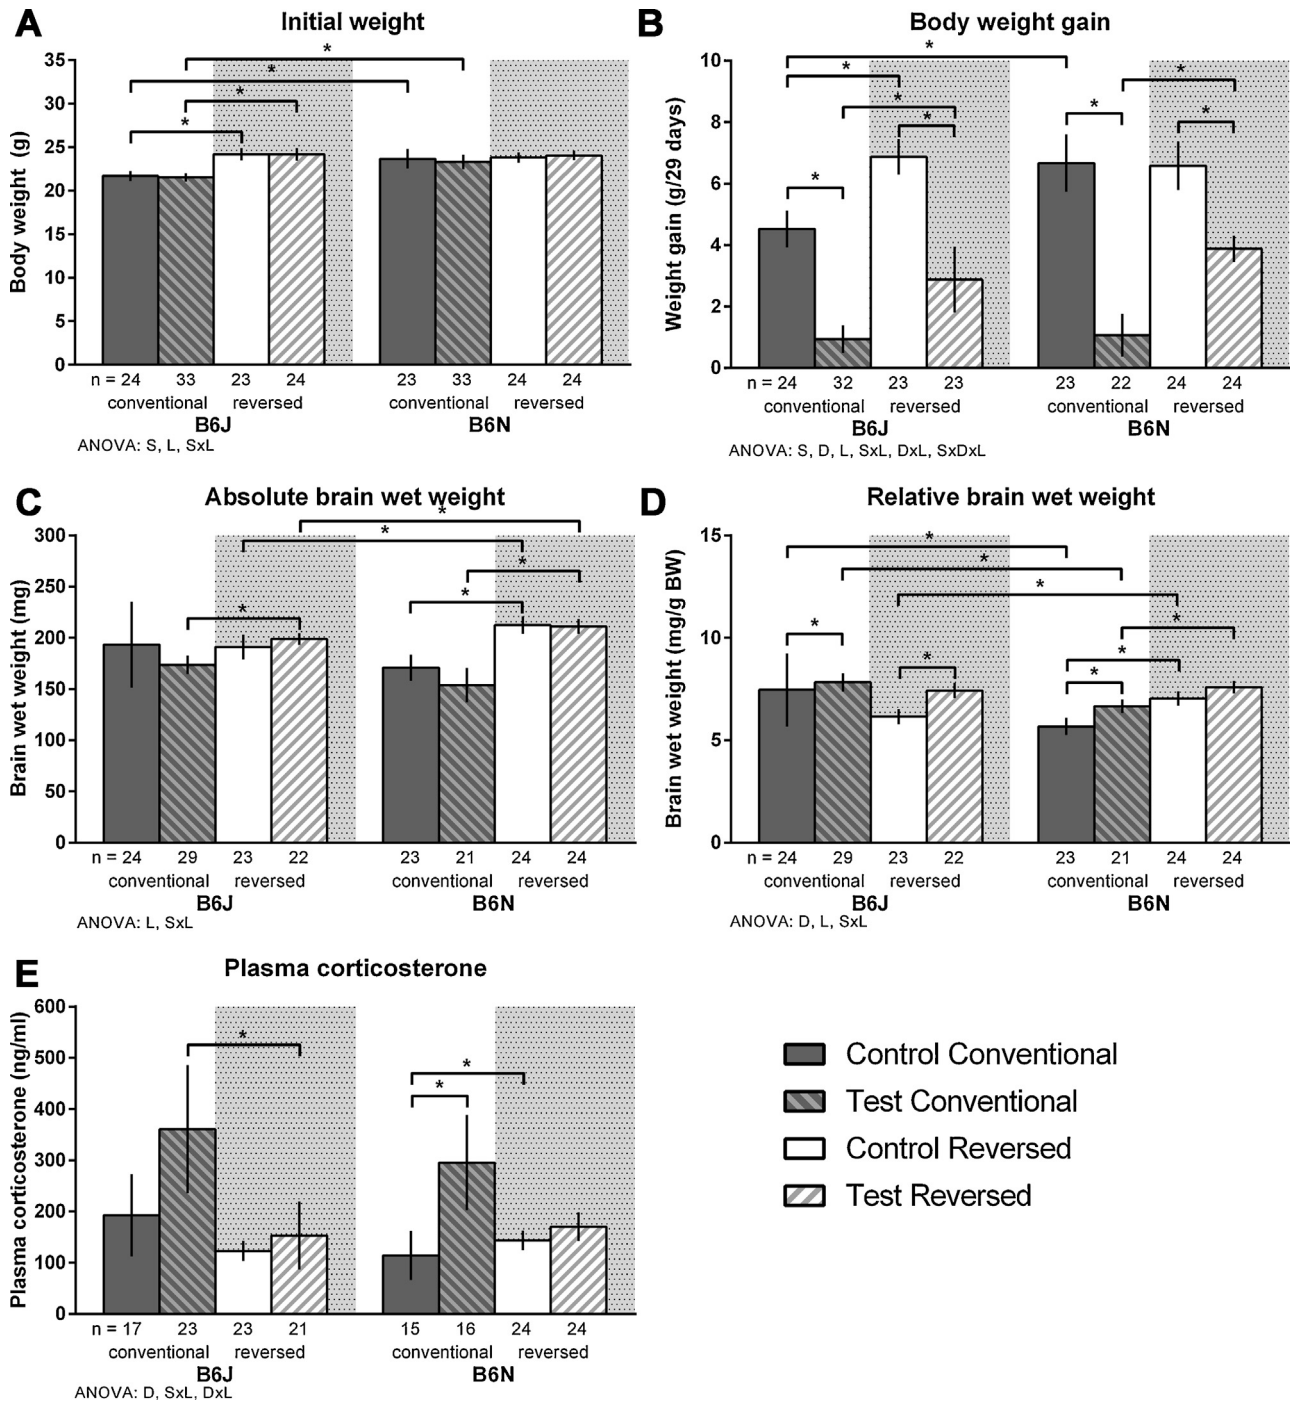 A
Initial weight
Body weight (g)
35
30
25
20
15
10
5
0
* * * *
n = 24 33 23 24 23 33 24 24
conventional reversed conventional reversed
B6J B6N
ANOVA: S, L, SxL
B
Body weight gain
Weight gain (g/29 days)
10
8
6
4
2
0
* * * * * * * *
n = 24 32 23 23 23 22 24 24
conventional reversed conventional reversed
B6J B6N
ANOVA: S, D, L, SxL, DxL, SxDxL
C
Absolute brain wet weight
Brain wet weight (mg)
300
250
200
150
100
50
0
* * * * *
n = 24 29 23 22 23 21 24 24
conventional reversed conventional reversed
B6J B6N
ANOVA: L, SxL
D
Relative brain wet weight
Brain wet weight (mg/g BW)
15
10
5
0
* * * * * * * *
n = 24 29 23 22 23 21 24 24
conventional reversed conventional reversed
B6J B6N
ANOVA: D, L, SxL
E
Plasma corticosterone
Plasma corticosterone (ng/ml)
600
500
400
300
200
100
0
* * *
n = 17 23 23 21 15 16 24 24
conventional reversed conventional reversed
B6J B6N
ANOVA: D, SxL, DxL
Control Conventional
Test Conventional
Control Reversed
Test Reversed